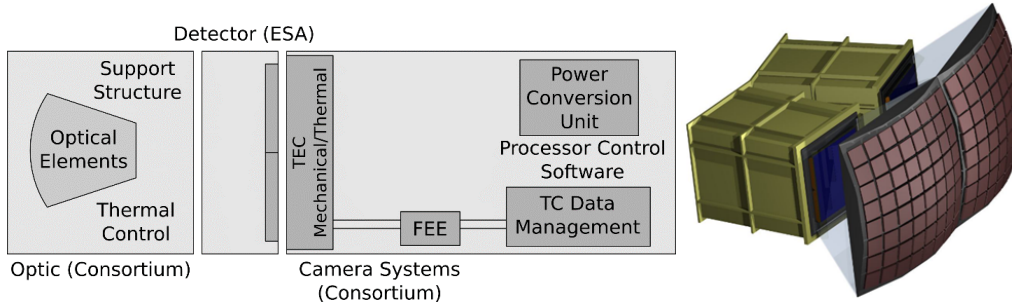 Detector (ESA)
Support
Structure
Optical
Elements
Thermal
Control
Optic (Consortium)
TEC
Mechanical/Thermal
Power
Conversion
Unit
Processor Control
Software
FEE
TC Data
Management
Camera Systems
(Consortium)